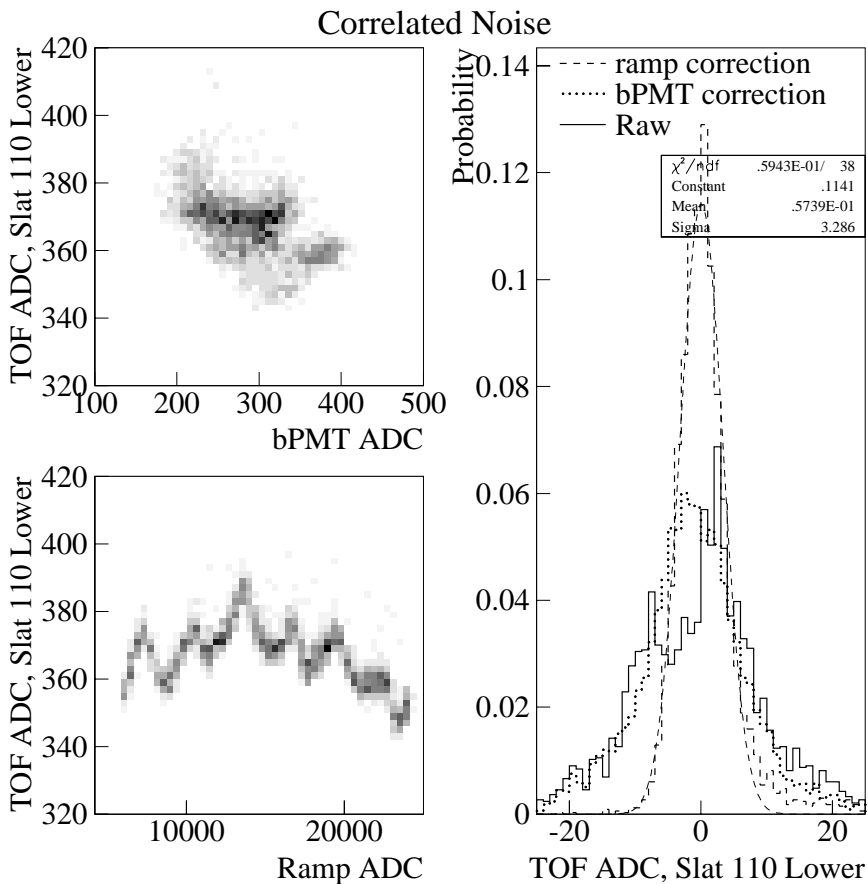 Correlated Noise
TOF ADC, Slat 110 Lower
420
400
380
360
340
320
100
200
300
400
500
bPMT ADC
TOF ADC, Slat 110 Lower
420
400
380
360
340
320
10000
20000
Ramp ADC
Probability
0.14
0.12
0.1
0.08
0.06
0.04
0.02
0
ramp correction
bPMT correction
Raw
χ²/ndf .5943E-01/ 38
Constant .1141
Mean .5739E-01
Sigma 3.286
-20
0
20
TOF ADC, Slat 110 Lower